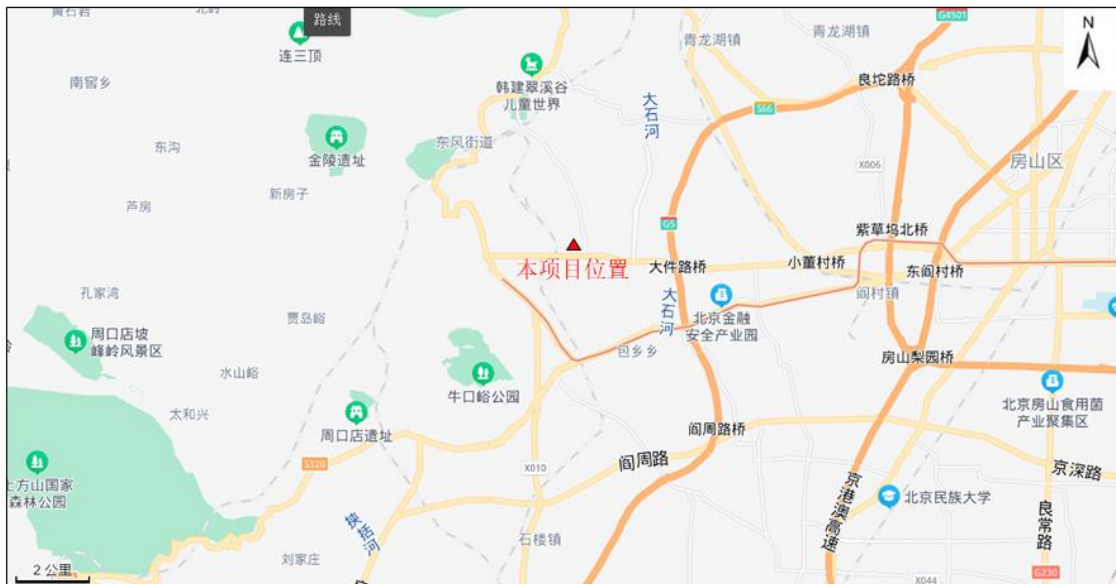 路线
G4501
N
连三顶
青龙湖镇
青龙湖镇
南窖乡
韩建翠溪谷
儿童世界
良坨路桥
大石河
S66
东沟
金陵遗址
东风街道
X006
房山区
新房子
芦房
G5
紫草坞北桥
本项目位置
大件路桥
小董村桥
东阎村桥
孔家湾
贾岛峪
大石河
北京金融
安全产业园
阎村镇
周口店坡
峰岭风景区
包乡乡
房山梨园桥
水山峪
牛口峪公园
北京房山食用菌
产业聚集区
太和兴
周口店遗址
阎周路桥
S320
X010
阎周路
京深路
上方山国家
森林公园
京港澳高速
北京民族大学
良常路
挟括河
石楼镇
刘家庄
2 公里
X044
G230